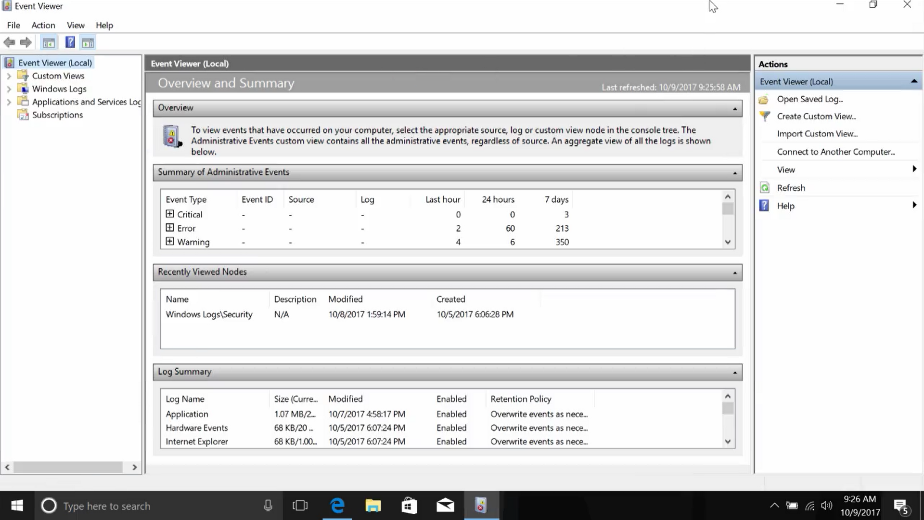 Event Viewer
File Action View Help
Event Viewer (Local)
Custom Views
Windows Logs
Applications and Services Log
Subscriptions
Event Viewer (Local)
Overview and Summary
Last refreshed: 10/9/2017 9:25:58 AM
Overview
To view events that have occurred on your computer, select the appropriate source, log or custom view node in the console tree. The
Administrative Events custom view contains all the administrative events, regardless of source. An aggregate view of all the logs is shown
below.
Summary of Administrative Events
Event Type Event ID Source Log Last hour 24 hours 7 days
Critical - - - 0 0 3
Error - - - 2 60 213
Warning - - - 4 6 350
Recently Viewed Nodes
Name Description Modified Created
Windows Logs\Security N/A 10/8/2017 1:59:14 PM 10/5/2017 6:06:28 PM
Log Summary
Log Name Size (Curre... Modified Enabled Retention Policy
Application 1.07 MB/2... 10/7/2017 4:58:17 PM Enabled Overwrite events as nece...
Hardware Events 68 KB/20 ... 10/5/2017 6:07:24 PM Enabled Overwrite events as nece...
Internet Explorer 68 KB/1.00... 10/5/2017 6:07:24 PM Enabled Overwrite events as nece...
Actions
Event Viewer (Local)
Open Saved Log...
Create Custom View...
Import Custom View...
Connect to Another Computer...
View
Refresh
Help
Type here to search
9:26 AM
10/9/2017
5